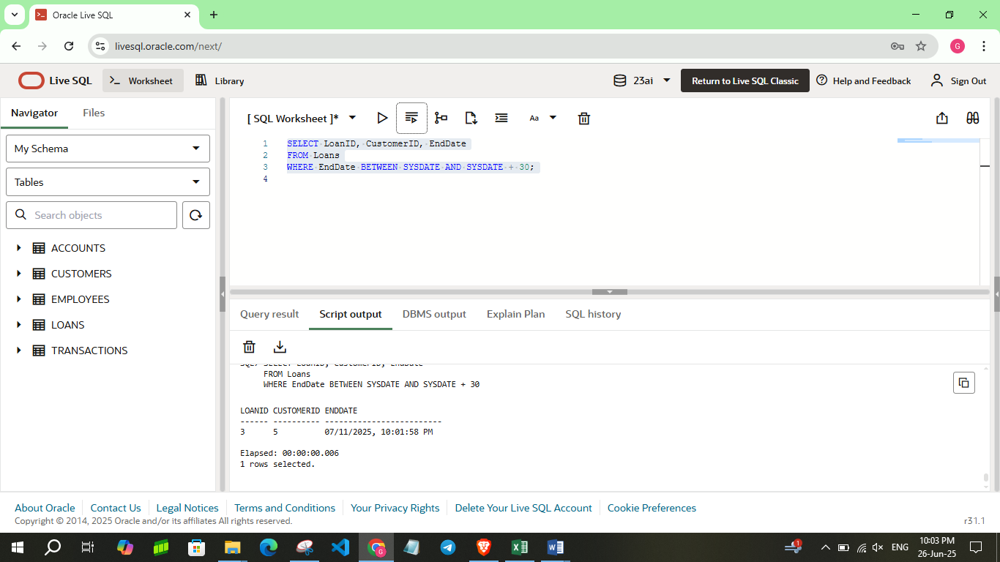 Oracle Live SQL
livesql.oracle.com/next/
G
Live SQL
Worksheet
Library
23ai
Return to Live SQL Classic
Help and Feedback
Sign Out
Navigator
Files
My Schema
Tables
Search objects
ACCOUNTS
CUSTOMERS
EMPLOYEES
LOANS
TRANSACTIONS
[ SQL Worksheet ]*
Aa
1 SELECT LoanID, CustomerID, EndDate
2 FROM Loans
3 WHERE EndDate BETWEEN SYSDATE AND SYSDATE + 30;
4
Query result
Script output
DBMS output
Explain Plan
SQL history
SQL> SELECT LoanID, CustomerID, EndDate
FROM Loans
WHERE EndDate BETWEEN SYSDATE AND SYSDATE + 30
LOANID CUSTOMERID ENDDATE
------ ---------- -------------------------
3 5 07/11/2025, 10:01:58 PM
Elapsed: 00:00:00.006
1 rows selected.
About Oracle
Contact Us
Legal Notices
Terms and Conditions
Your Privacy Rights
Delete Your Live SQL Account
Cookie Preferences
Copyright © 2014, 2025 Oracle and/or its affiliates All rights reserved.
r31.1
1
ENG
10:03 PM
26-Jun-25